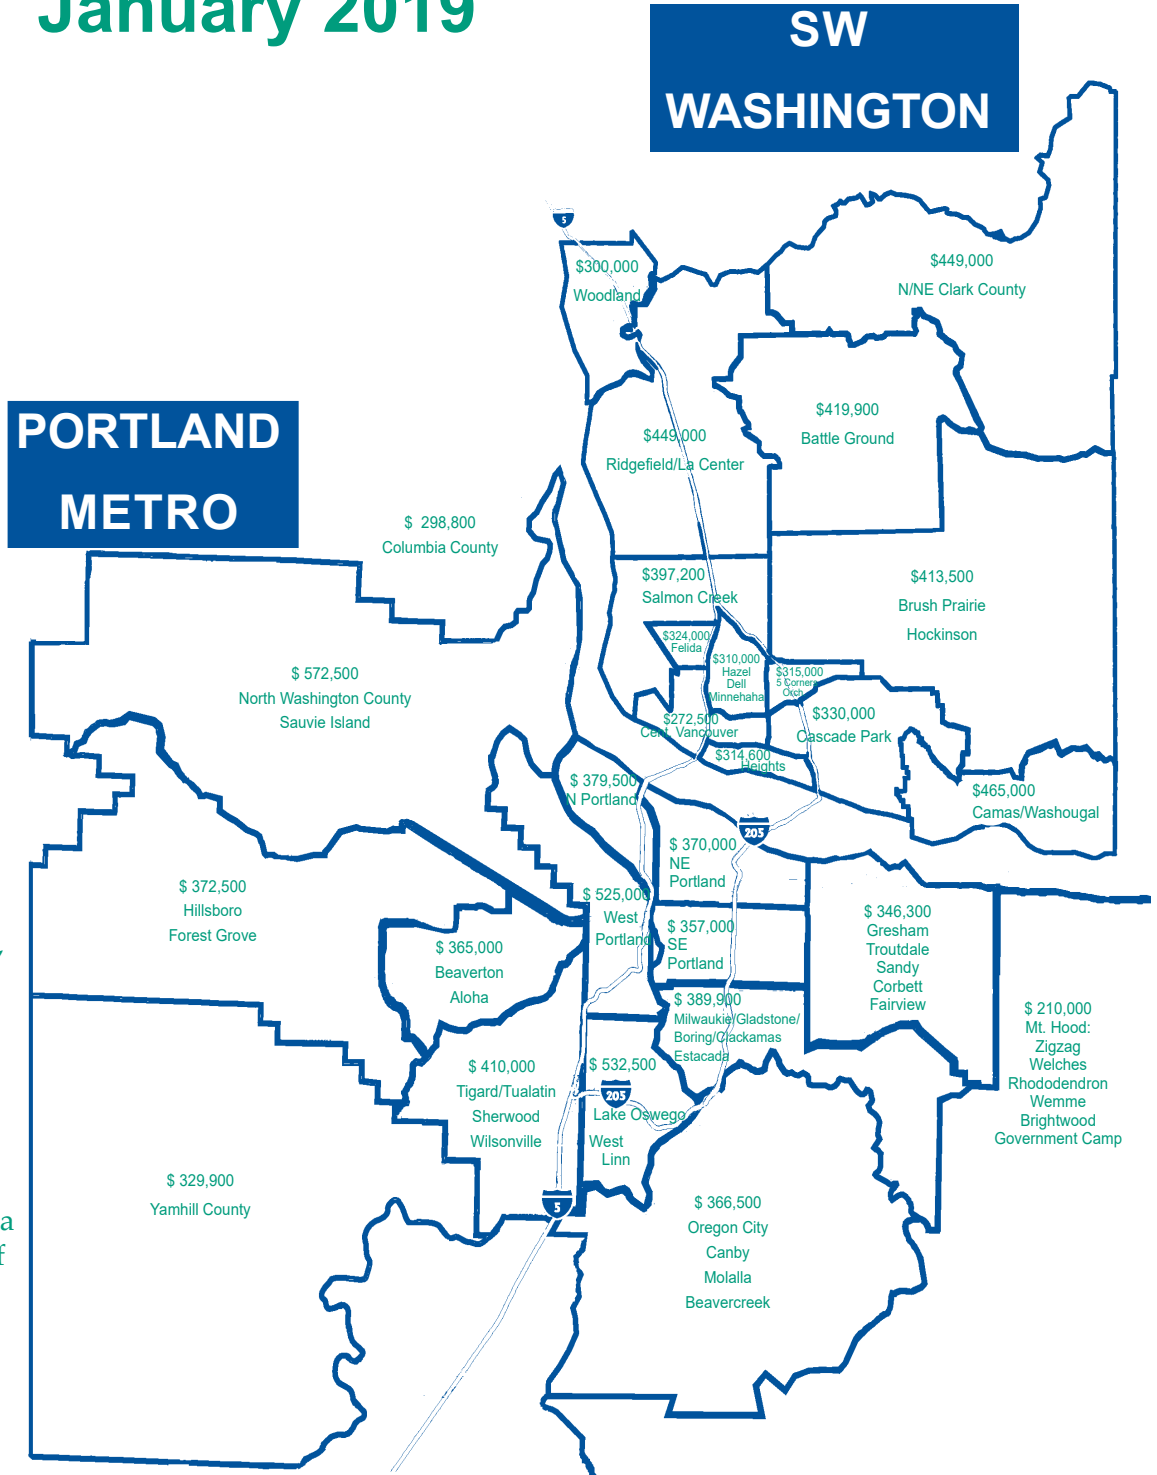 January 2019
SW
WASHINGTON
5
$300,000
Woodland
$449,000
N/NE Clark County
$419,900
Battle Ground
$449,000
Ridgefield/La Center
PORTLAND
METRO
$ 298,800
Columbia County
$397,200
Salmon Creek
$413,500
Brush Prairie
Hockinson
$324,000
Felida
$310,000
Hazel
Dell
Minnehaha
$315,000
5 Corners
Orch.
$ 572,500
North Washington County
Sauvie Island
$272,500
Cent. Vancouver
$330,000
Cascade Park
$314,600
Heights
$465,000
Camas/Washougal
$ 379,500
N Portland
205
$ 370,000
NE
Portland
$ 372,500
Hillsboro
Forest Grove
$ 525,000
West
Portland
$ 357,000
SE
Portland
$ 346,300
Gresham
Troutdale
Sandy
Corbett
Fairview
$ 365,000
Beaverton
Aloha
$ 389,900
Milwaukie/Gladstone/
Boring/Clackamas
Estacada
$ 210,000
Mt. Hood:
Zigzag
Welches
Rhododendron
Wemme
Brightwood
Government Camp
$ 410,000
Tigard/Tualatin
Sherwood
Wilsonville
$ 532,500
205
Lake Oswego
West
Linn
$ 329,900
Yamhill County
5
$ 366,500
Oregon City
Canby
Molalla
Beavercreek
a
f